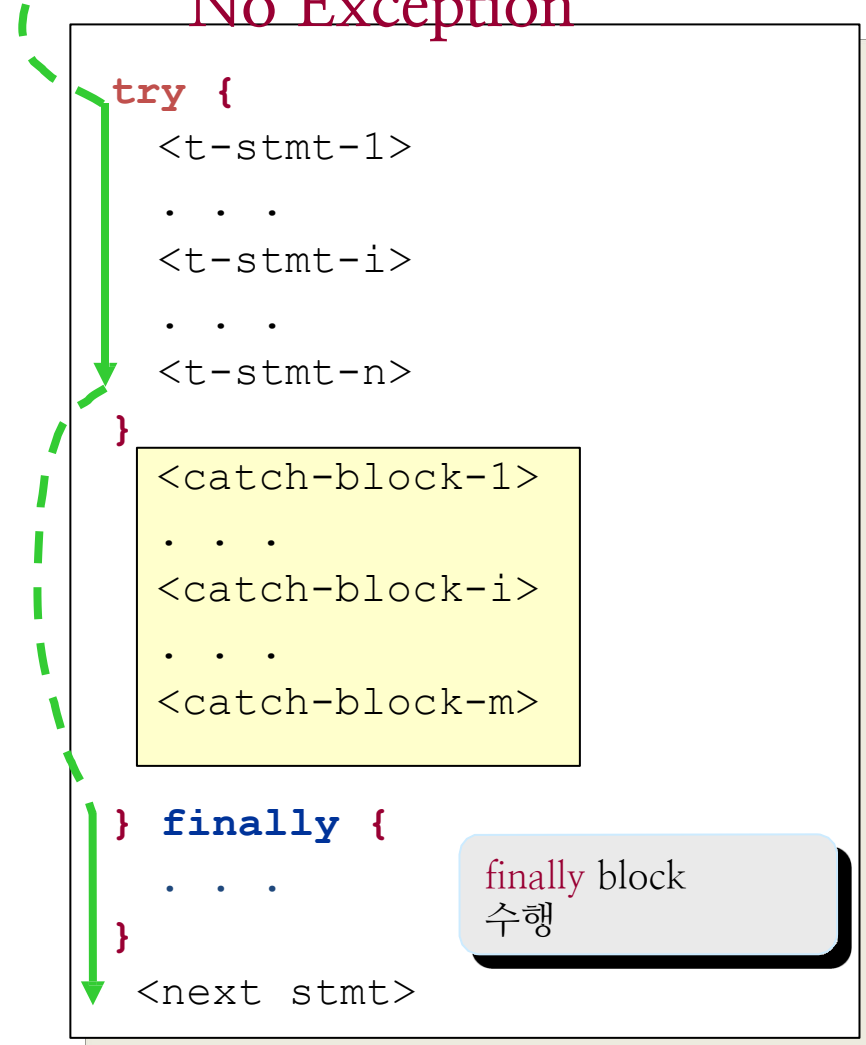 No Exception
try {
<t-stmt-1>
. . .
<t-stmt-i>
. . .
<t-stmt-n>
}
<catch-block-1>
. . .
<catch-block-i>
. . .
<catch-block-m>
} finally {
. . .
}
<next stmt>
finally block
수행